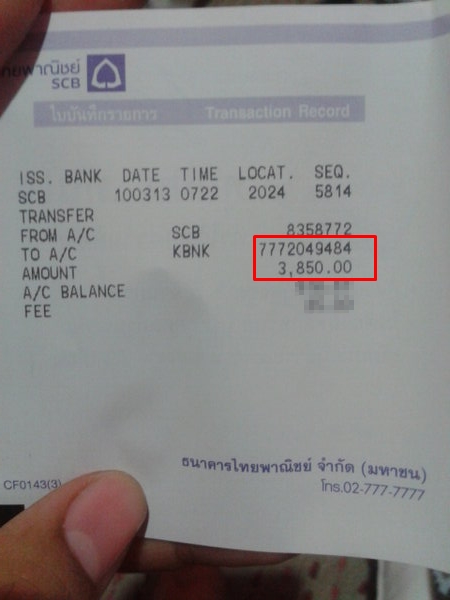 ไทยพาณิชย์
SCB
ใบบันทึกรายการ Transaction Record
ISS. BANK DATE TIME LOCAT. SEQ.
SCB 100313 0722 2024 5814
TRANSFER
FROM A/C SCB 8358772
TO A/C KBNK 7772049484
AMOUNT 3,850.00
A/C BALANCE
FEE
ธนาคารไทยพาณิชย์ จำกัด (มหาชน)
CF0143(3) โทร.02-777-7777